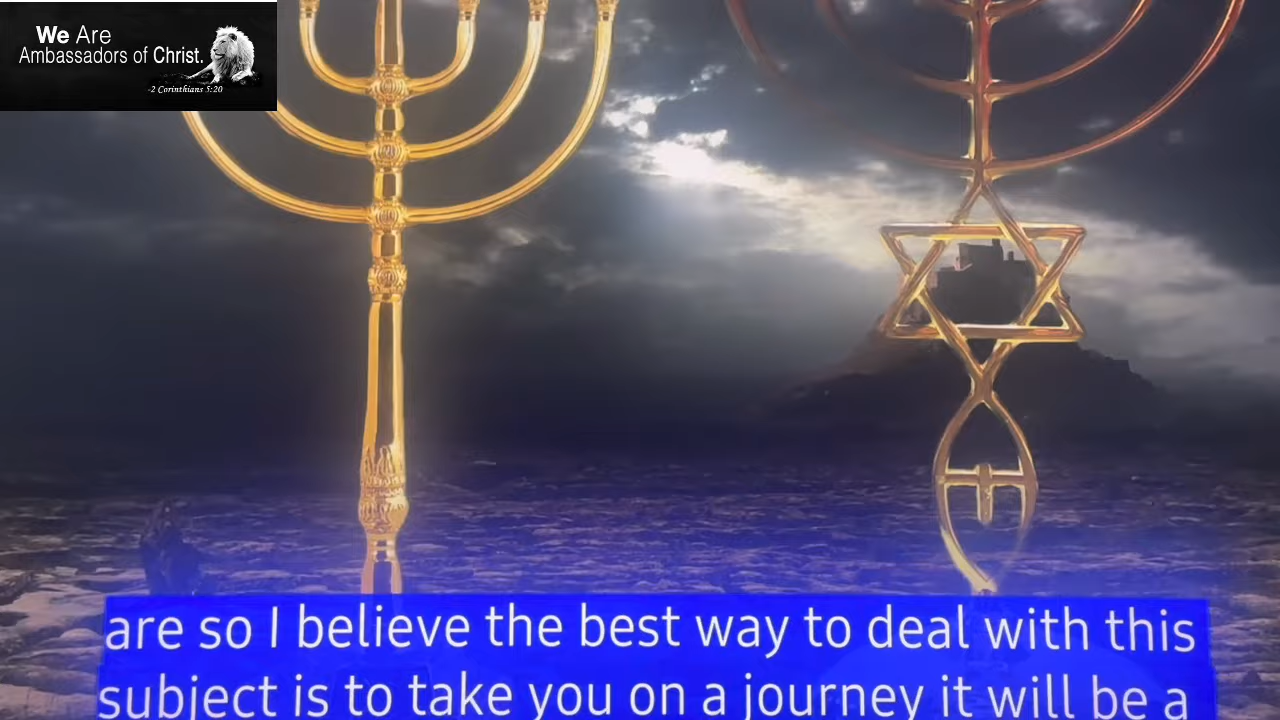 We Are
Ambassadors of Christ.
-2 Corinthians 5:20
are so I believe the best way to deal with this
subject is to take you on a journey it will be a